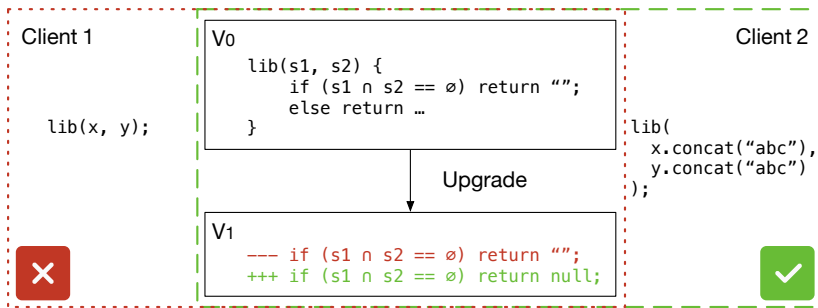 Client 1
lib(x, y);
V0
lib(s1, s2) {
if (s1 ∩ s2 == ∅) return “”;
else return …
}
Upgrade
V1
--- if (s1 ∩ s2 == ∅) return “”;
+++ if (s1 ∩ s2 == ∅) return null;
Client 2
lib(
x.concat(“abc”),
y.concat(“abc”)
);